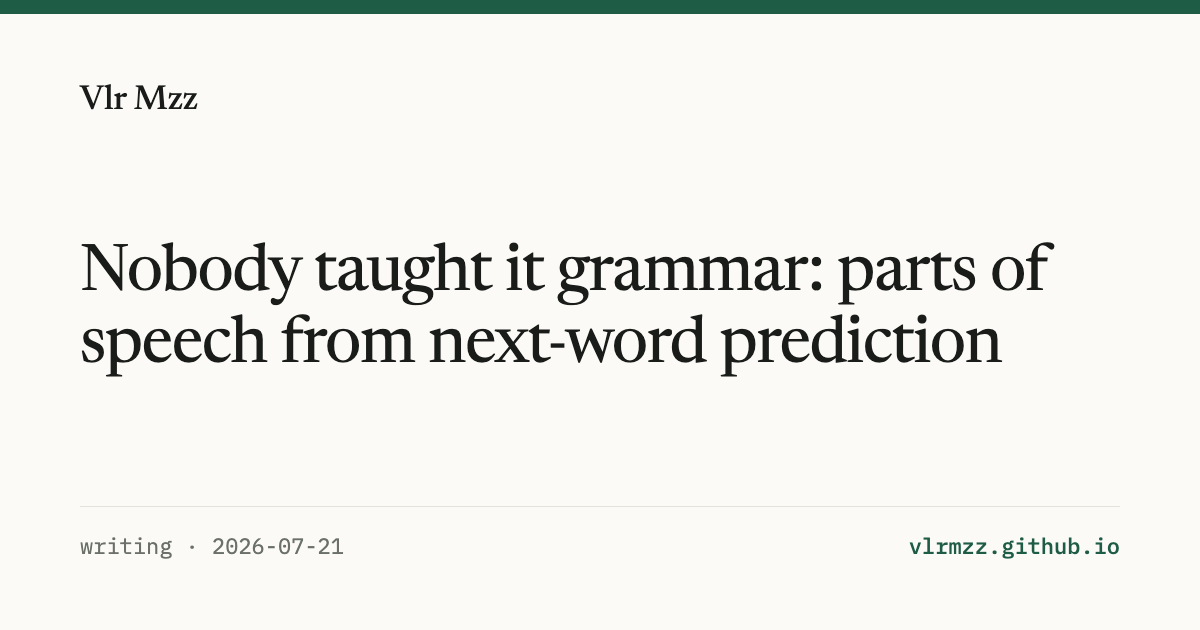 Vlr Mzz
Nobody taught it grammar: parts of
speech from next-word prediction
writing · 2026-07-21
vlrmzz.github.io